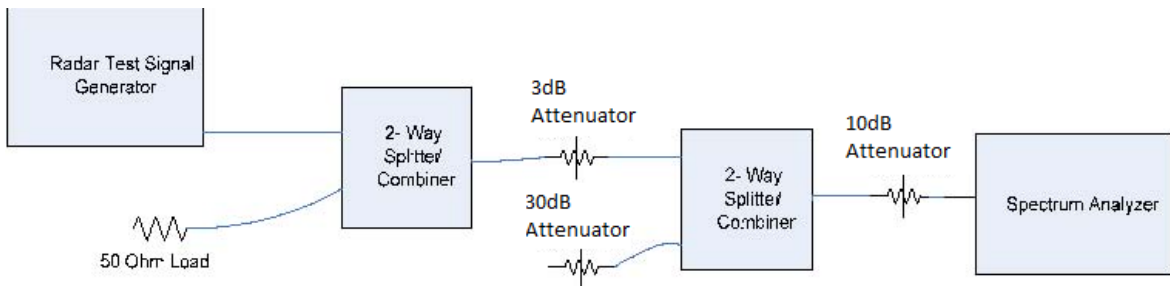 Radar Test Signal
Generator
50 Ohm Load
2- Way
Splitter/
Combiner
3dB
Attenuator
30dB
Attenuator
2- Way
Splitter/
Combiner
10dB
Attenuator
Spectrum Analyzer